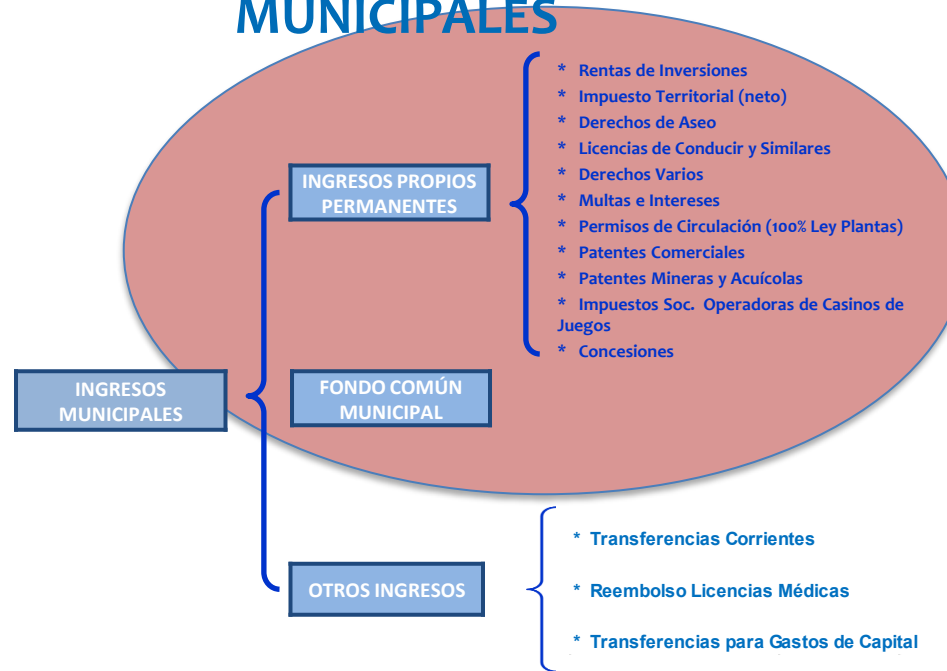 MUNICIPALES
* Rentas de Inversiones
* Impuesto Territorial (neto)
* Derechos de Aseo
* Licencias de Conducir y Similares
* Derechos Varios
* Multas e Intereses
* Permisos de Circulación (100% Ley Plantas)
* Patentes Comerciales
* Patentes Mineras y Acuícolas
* Impuestos Soc. Operadoras de Casinos de
Juegos
* Concesiones
INGRESOS PROPIOS
PERMANENTES
INGRESOS
MUNICIPALES
FONDO COMÚN
MUNICIPAL
OTROS INGRESOS
* Transferencias Corrientes
* Reembolso Licencias Médicas
* Transferencias para Gastos de Capital